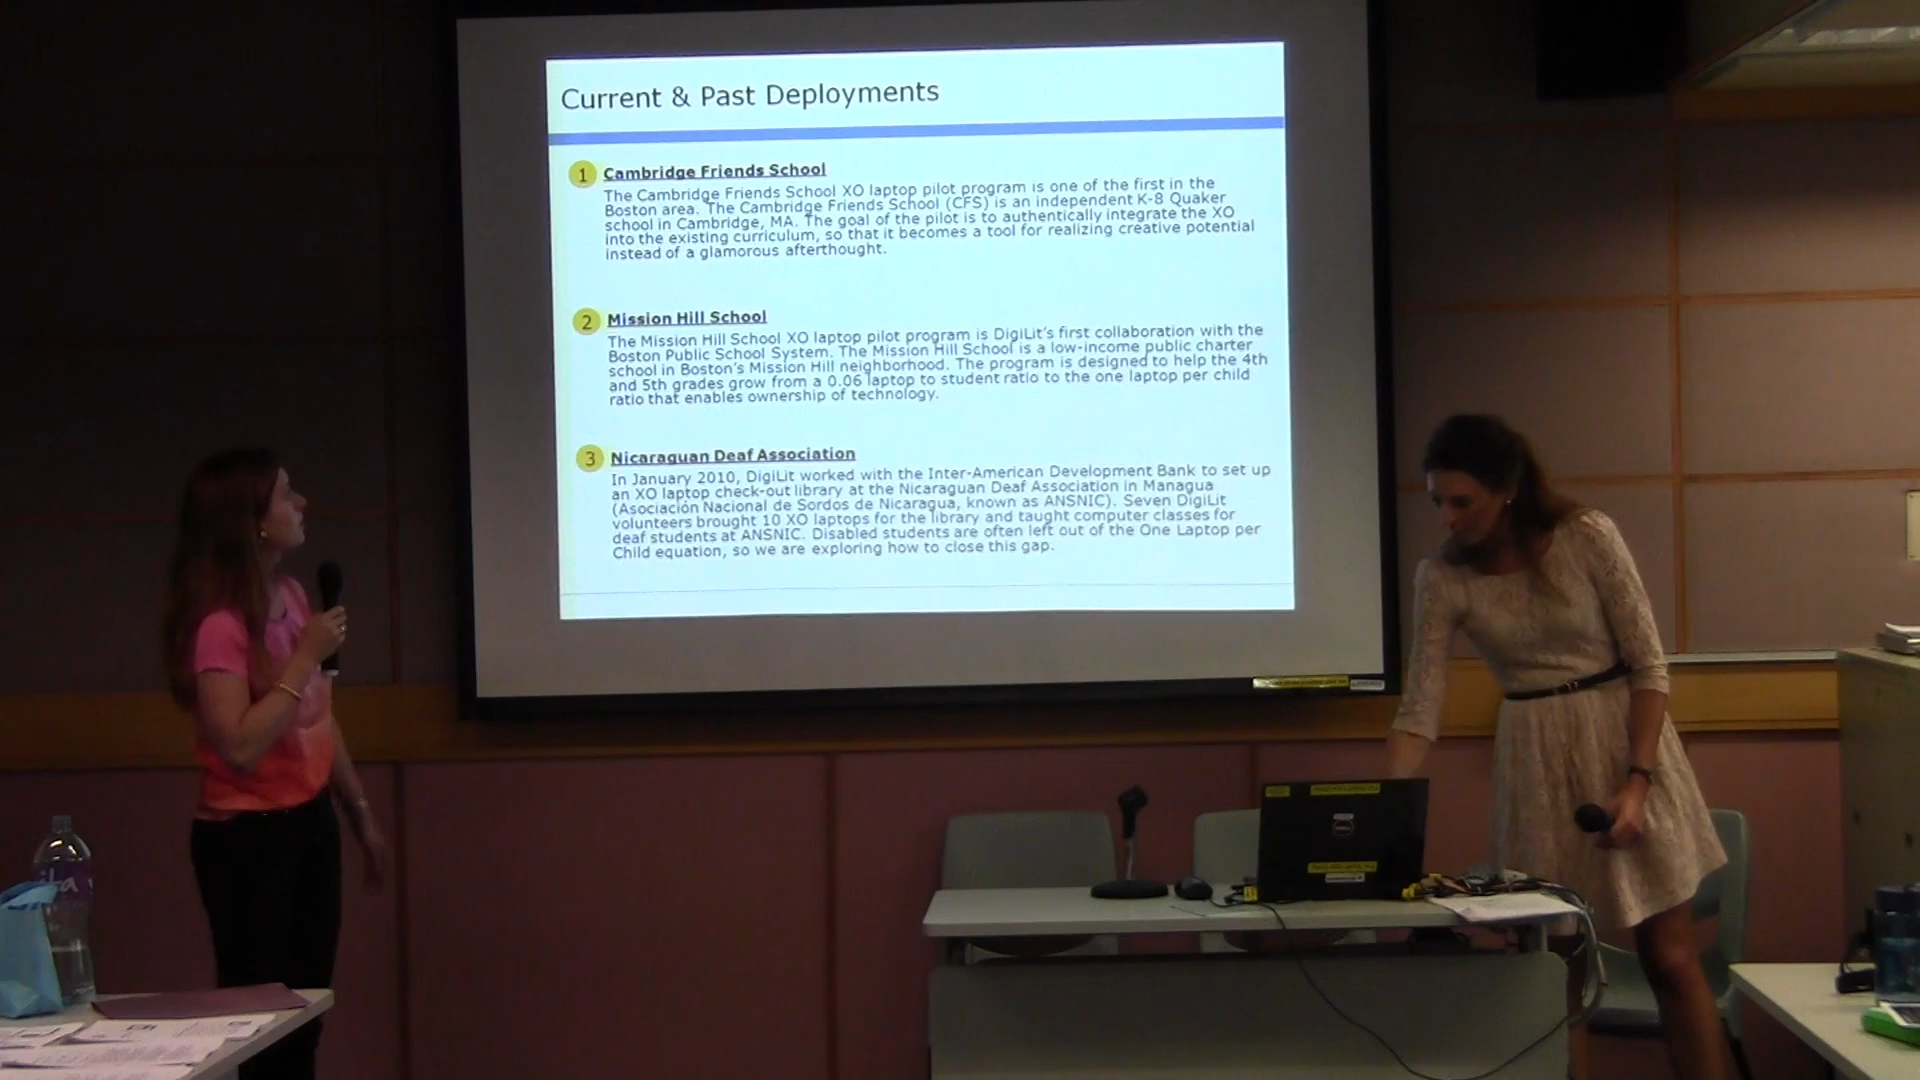 Current & Past Deployments
1 Cambridge Friends School
The Cambridge Friends School XO laptop pilot program is one of the first in the
Boston area. The Cambridge Friends School (CFS) is an independent K-8 Quaker
school in Cambridge, MA. The goal of the pilot is to authentically integrate the XO
into the existing curriculum, so that it becomes a tool for realizing creative potential
instead of a glamorous afterthought.
2 Mission Hill School
The Mission Hill School XO laptop pilot program is DigiLit's first collaboration with the
Boston Public School System. The Mission Hill School is a low-income public charter
school in Boston's Mission Hill neighborhood. The program is designed to help the 4th
and 5th grades grow from a 0.06 laptop to student ratio to the one laptop per child
ratio that enables ownership of technology.
3 Nicaraguan Deaf Association
In January 2010, DigiLit worked with the Inter-American Development Bank to set up
an XO laptop check-out library at the Nicaraguan Deaf Association in Managua
(Asociación Nacional de Sordos de Nicaragua, known as ANSNIC). Seven DigiLit
volunteers brought 10 XO laptops for the library and taught computer classes for
deaf students at ANSNIC. Disabled students are often left out of the One Laptop per
Child equation, so we are exploring how to close this gap.